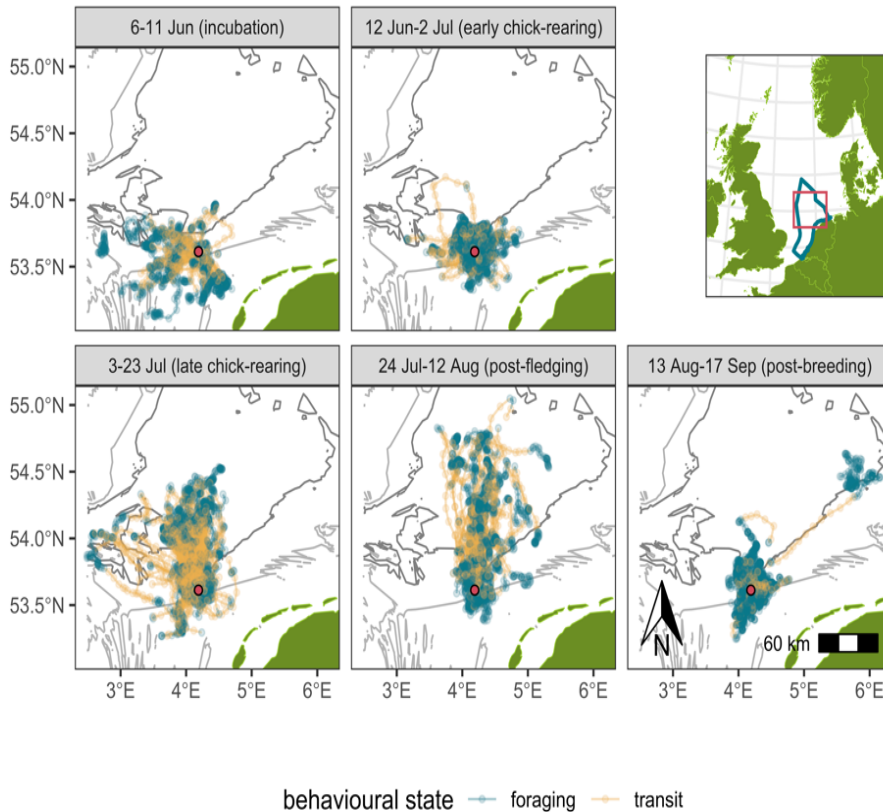 6-11 Jun (incubation)
12 Jun-2 Jul (early chick-rearing)
55.0°N
54.5°N
54.0°N
53.5°N
3-23 Jul (late chick-rearing)
24 Jul-12 Aug (post-fledging)
13 Aug-17 Sep (post-breeding)
55.0°N
54.5°N
54.0°N
53.5°N
N
60 km
3°E 4°E 5°E 6°E 3°E 4°E 5°E 6°E 3°E 4°E 5°E 6°E
behavioural state foraging transit